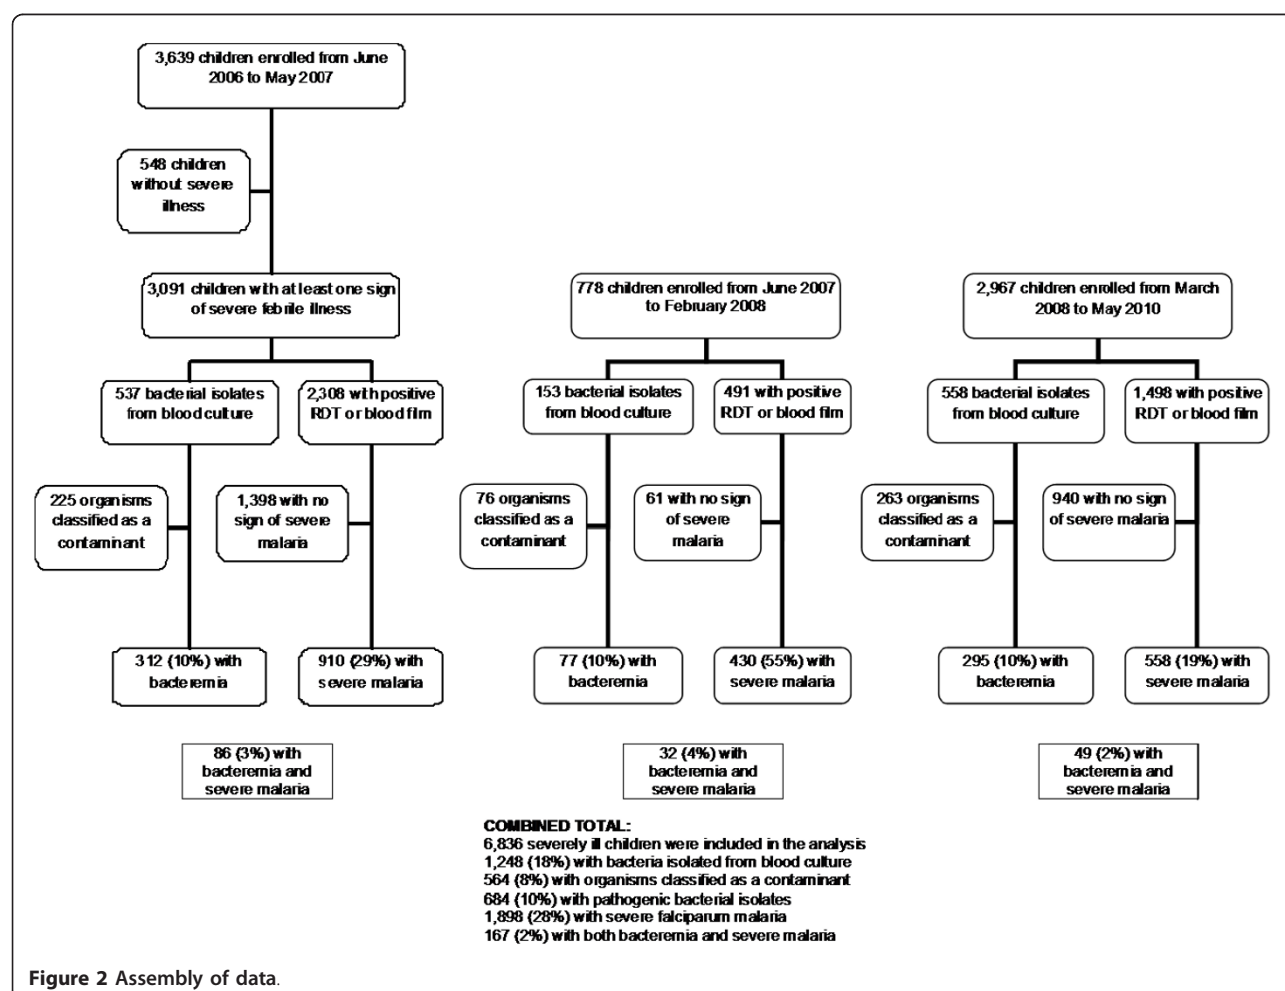 3,639 children enrolled from June
2006 to May 2007
548 children
without severe
illness
3,091 children with at least one sign
of severe febrile illness
537 bacterial isolates
from blood culture
2,308 with positive
RDT or blood film
225 organisms
classified as a
contaminant
1,398 with no
sign of severe
malaria
312 (10%) with
bacteremia
910 (29%) with
severe malaria
86 (3%) with
bacteremia and
severe malaria
778 children enrolled from June 2007
to February 2008
153 bacterial isolates
from blood culture
491 with positive
RDT or blood film
76 organisms
classified as a
contaminant
61 with no sign
of severe
malaria
77 (10%) with
bacteremia
430 (55%) with
severe malaria
32 (4%) with
bacteremia and
severe malaria
2,967 children enrolled from March
2008 to May 2010
558 bacterial isolates
from blood culture
1,498 with positive
RDT or blood film
263 organisms
classified as a
contaminant
940 with no sign
of severe malaria
295 (10%) with
bacteremia
558 (19%) with
severe malaria
49 (2%) with
bacteremia and
severe malaria
COMBINED TOTAL:
6,836 severely ill children were included in the analysis
1,248 (18%) with bacteria isolated from blood culture
564 (8%) with organisms classified as a contaminant
684 (10%) with pathogenic bacterial isolates
1,898 (28%) with severe falciparum malaria
167 (2%) with both bacteremia and severe malaria
Figure 2 Assembly of data.